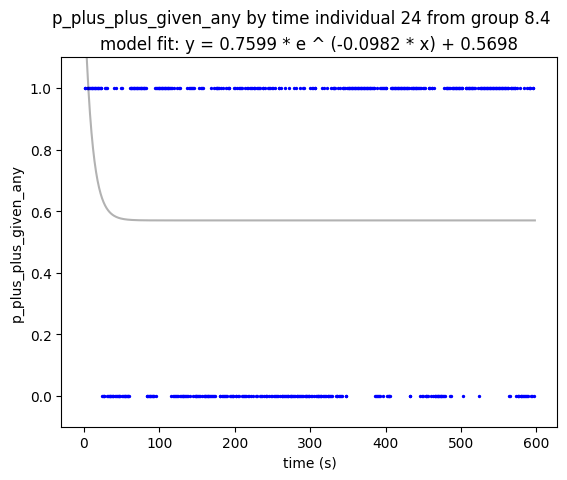 p_plus_plus_given_any by time individual 24 from group 8.4
model fit: y = 0.7599 * e ^ (-0.0982 * x) + 0.5698
1.0
0.8
0.6
0.4
0.2
0.0
p_plus_plus_given_any
0 100 200 300 400 500 600
time (s)